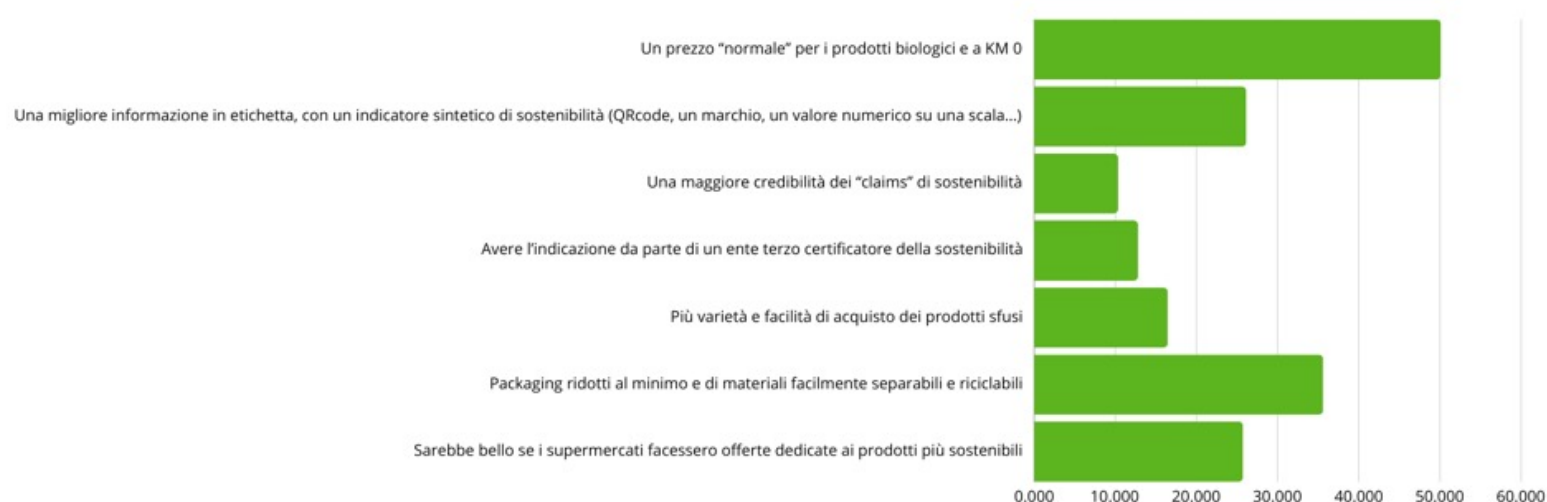 Un prezzo “normale” per i prodotti biologici e a KM 0
Una migliore informazione in etichetta, con un indicatore sintetico di sostenibilità (QRcode, un marchio, un valore numerico su una scala...)
Una maggiore credibilità dei “claims” di sostenibilità
Avere l’indicazione da parte di un ente terzo certificatore della sostenibilità
Più varietà e facilità di acquisto dei prodotti sfusi
Packaging ridotti al minimo e di materiali facilmente separabili e riciclabili
Sarebbe bello se i supermercati facessero offerte dedicate ai prodotti più sostenibili
0.000 10.000 20.000 30.000 40.000 50.000 60.000